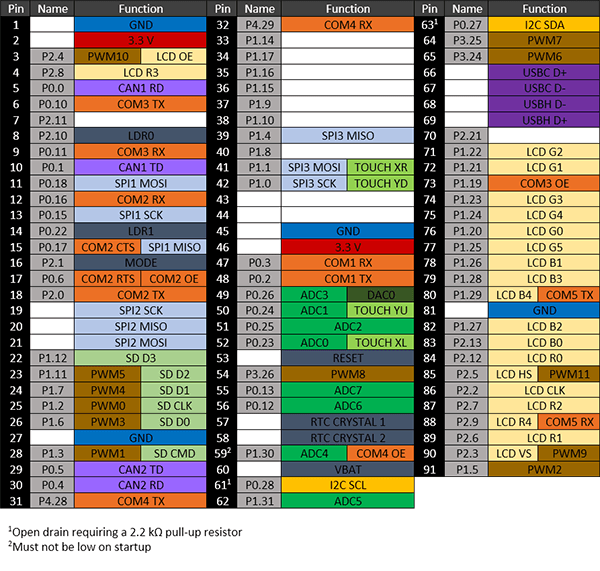 Pin Name Function
1 GND
2 3.3 V
3 P2.4 PWM10 LCD OE
4 P2.8 LCD R3
5 P0.0 CAN1 RD
6 P0.10 COM3 TX
7 P2.11
8 P2.10 LDR0
9 P0.11 COM3 RX
10 P0.1 CAN1 TD
11 P0.18 SPI1 MOSI
12 P0.16 COM2 RX
13 P0.15 SPI1 SCK
14 P0.22 LDR1
15 P0.17 COM2 CTS SPI1 MISO
16 P2.1 MODE
17 P0.6 COM2 RTS COM2 OE
18 P2.0 COM2 TX
19 SPI2 SCK
20 SPI2 MISO
21 SPI2 MOSI
22 P1.12 SD D3
23 P1.11 PWM5 SD D2
24 P1.7 PWM4 SD D1
25 P1.2 PWM0 SD CLK
26 P1.6 PWM3 SD D0
27 GND
28 P1.3 PWM1 SD CMD
29 P0.5 CAN2 TD
30 P0.4 CAN2 RD
31 P4.28 COM4 TX
Pin Name Function
32 P4.29 COM4 RX
33 P1.14
34 P1.17
35 P1.16
36 P1.15
37 P1.9
38 P1.10
39 P1.4 SPI3 MISO
40 P1.8
41 P1.1 SPI3 MOSI TOUCH XR
42 P1.0 SPI3 SCK TOUCH YD
43
44
45 GND
46 3.3 V
47 P0.3 COM1 RX
48 P0.2 COM1 TX
49 P0.26 ADC3 DAC0
50 P0.24 ADC1 TOUCH YU
51 P0.25 ADC2
52 P0.23 ADC0 TOUCH XL
53 RESET
54 P3.26 PWM8
55 P0.13 ADC7
56 P0.12 ADC6
57 RTC CRYSTAL 1
58 RTC CRYSTAL 2
59² P1.30 ADC4 COM4 OE
60 VBAT
61¹ P0.28 I2C SCL
62 P1.31 ADC5
Pin Name Function
63¹ P0.27 I2C SDA
64 P3.25 PWM7
65 P3.24 PWM6
66 USBC D+
67 USBC D-
68 USBH D-
69 USBH D+
70 P2.21
71 P1.22 LCD G2
72 P1.21 LCD G1
73 P1.19 COM3 OE
74 P1.23 LCD G3
75 P1.24 LCD G4
76 P1.20 LCD G0
77 P1.25 LCD G5
78 P1.26 LCD B1
79 P1.28 LCD B3
80 P1.29 LCD B4 COM5 TX
81 GND
82 P1.27 LCD B2
83 P2.13 LCD B0
84 P2.12 LCD R0
85 P2.5 LCD HS PWM11
86 P2.2 LCD CLK
87 P2.7 LCD R2
88 P2.9 LCD R4 COM5 RX
89 P2.6 LCD R1
90 P2.3 LCD VS PWM9
91 P1.5 PWM2
¹Open drain requiring a 2.2 kΩ pull-up resistor
²Must not be low on startup